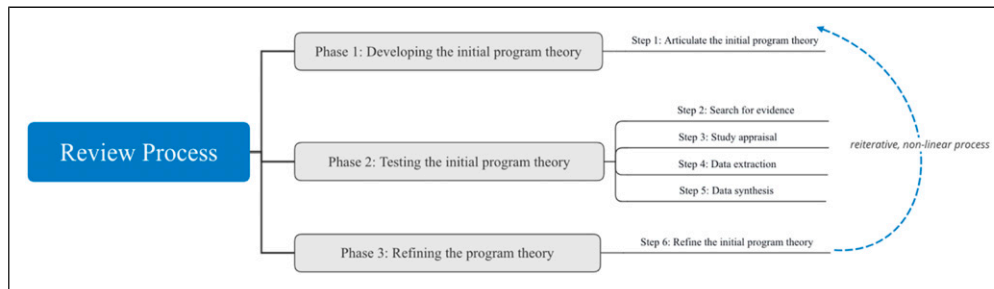 Review Process
Phase 1: Developing the initial program theory
Step 1: Articulate the initial program theory
Phase 2: Testing the initial program theory
Step 2: Search for evidence
Step 3: Study appraisal
Step 4: Data extraction
Step 5: Data synthesis
Phase 3: Refining the program theory
Step 6: Refine the initial program theory
reiterative, non-linear process